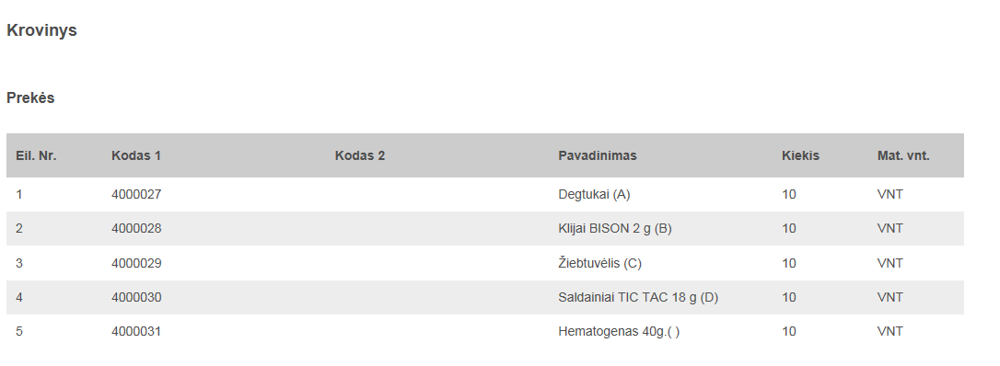 Krovinys
Prekės
Eil. Nr. Kodas 1 Kodas 2 Pavadinimas Kiekis Mat. vnt.
1 4000027 Degtukai (A) 10 VNT
2 4000028 Klijai BISON 2 g (B) 10 VNT
3 4000029 Žiebtuvėlis (C) 10 VNT
4 4000030 Saldainiai TIC TAC 18 g (D) 10 VNT
5 4000031 Hematogenas 40g.( ) 10 VNT